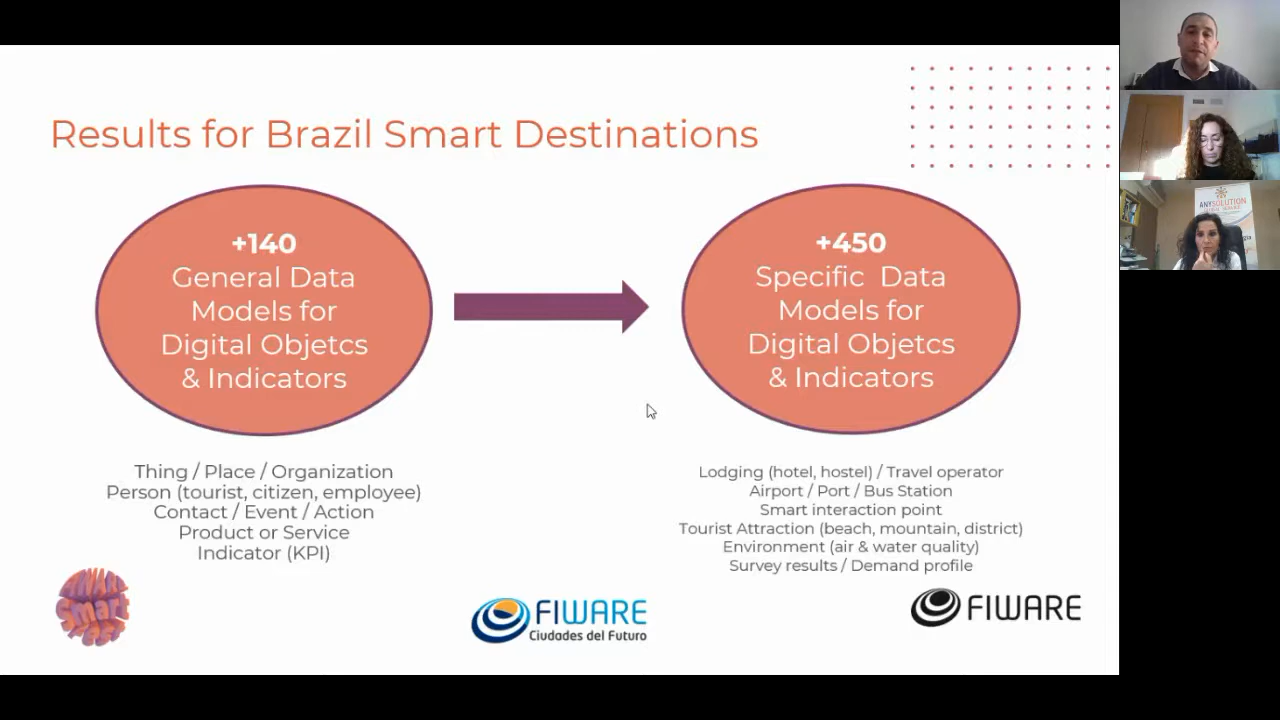 Results for Brazil Smart Destinations
+140
General Data
Models for
Digital Objetcs
& Indicators
+450
Specific  Data
Models for
Digital Objetcs
& Indicators
Thing / Place / Organization
Person (tourist, citizen, employee)
Contact / Event / Action
Product or Service
Indicator (KPI)
Lodging (hotel, hostel) / Travel operator
Airport / Port / Bus Station
Smart interaction point
Tourist Attraction (beach, mountain, district)
Environment (air & water quality)
Survey results / Demand profile
Smart
FIWARE
Ciudades del Futuro
FIWARE
ANYSOLUTION